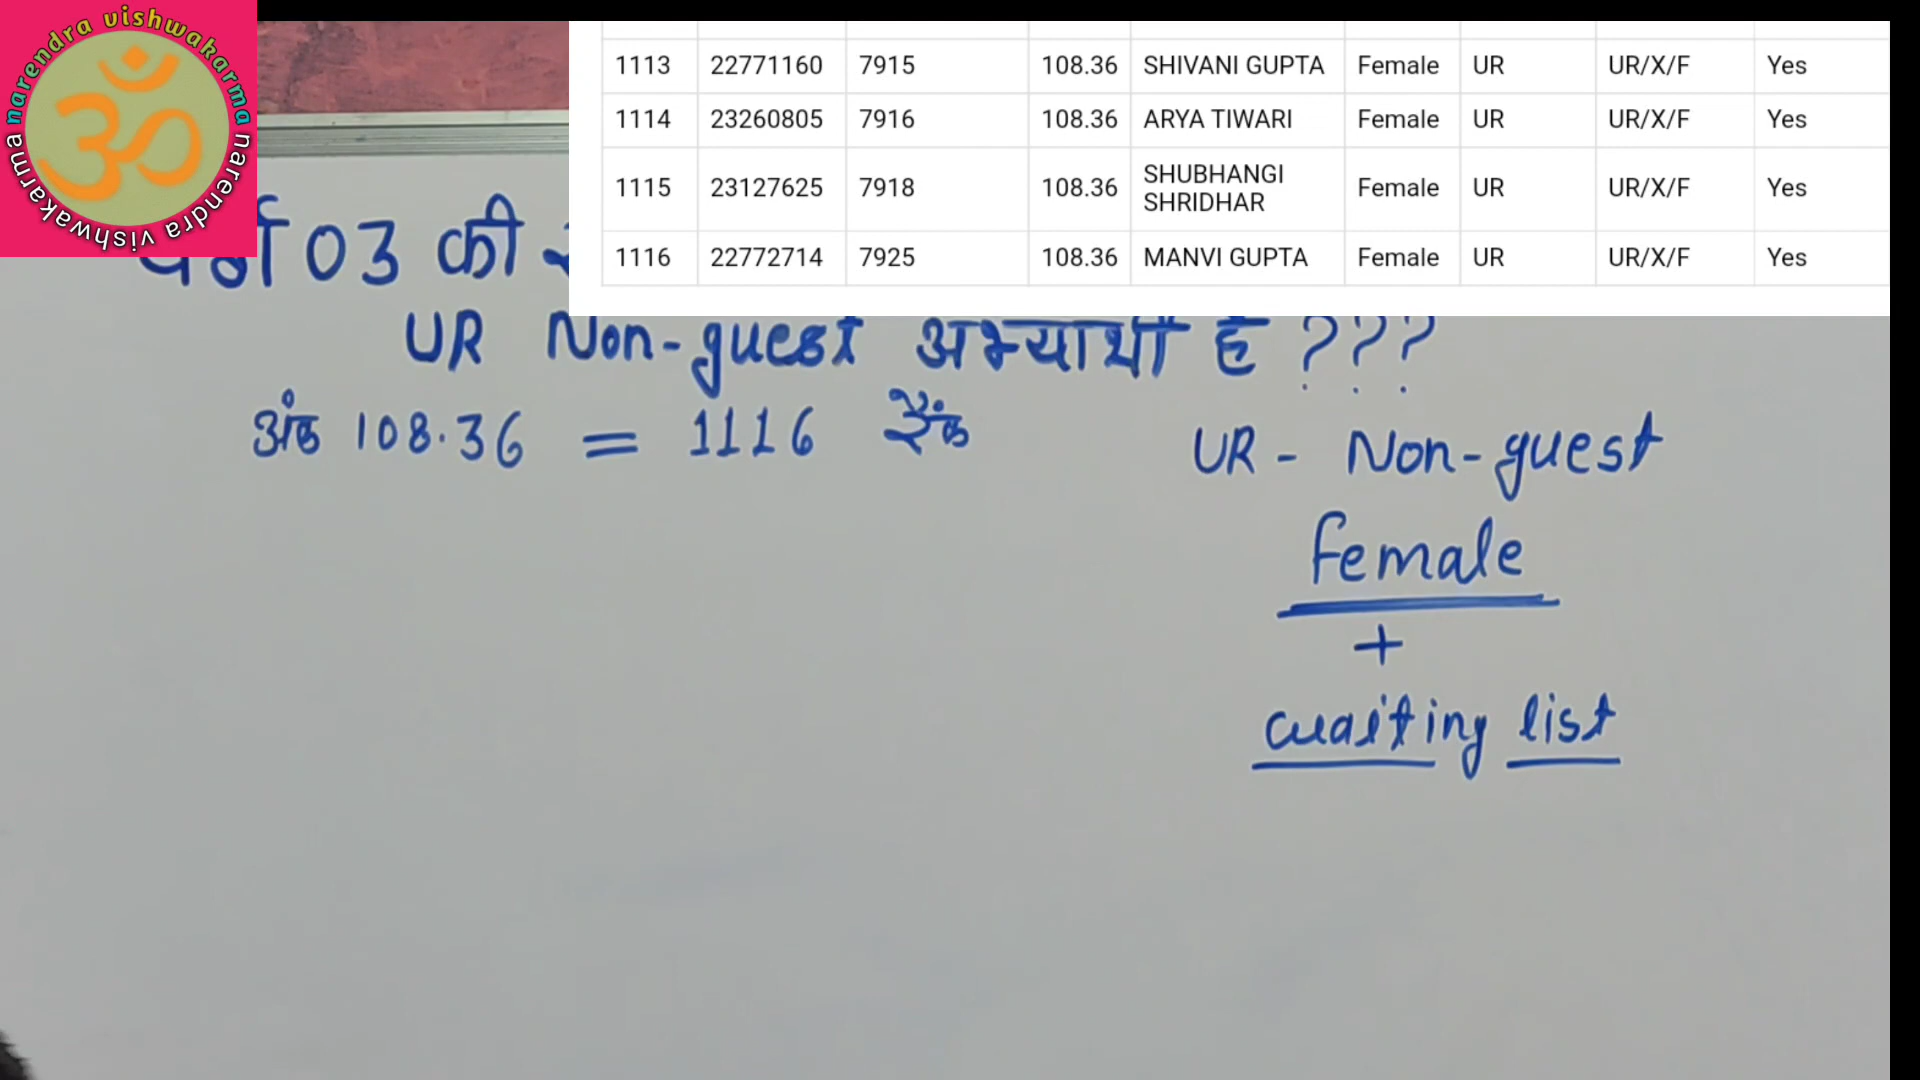 narendra vishwakarma narendra vishwakarma
ॐ
1113 22771160 7915 108.36 SHIVANI GUPTA Female UR UR/X/F Yes
1114 23260805 7916 108.36 ARYA TIWARI Female UR UR/X/F Yes
1115 23127625 7918 108.36 SHUBHANGI SHRIDHAR Female UR UR/X/F Yes
1116 22772714 7925 108.36 MANVI GUPTA Female UR UR/X/F Yes
03 की
UR Non-guest अभ्यार्थी है ???
अंक 108.36 = 1116 रैंक
UR - Non-guest
Female
+
waiting list